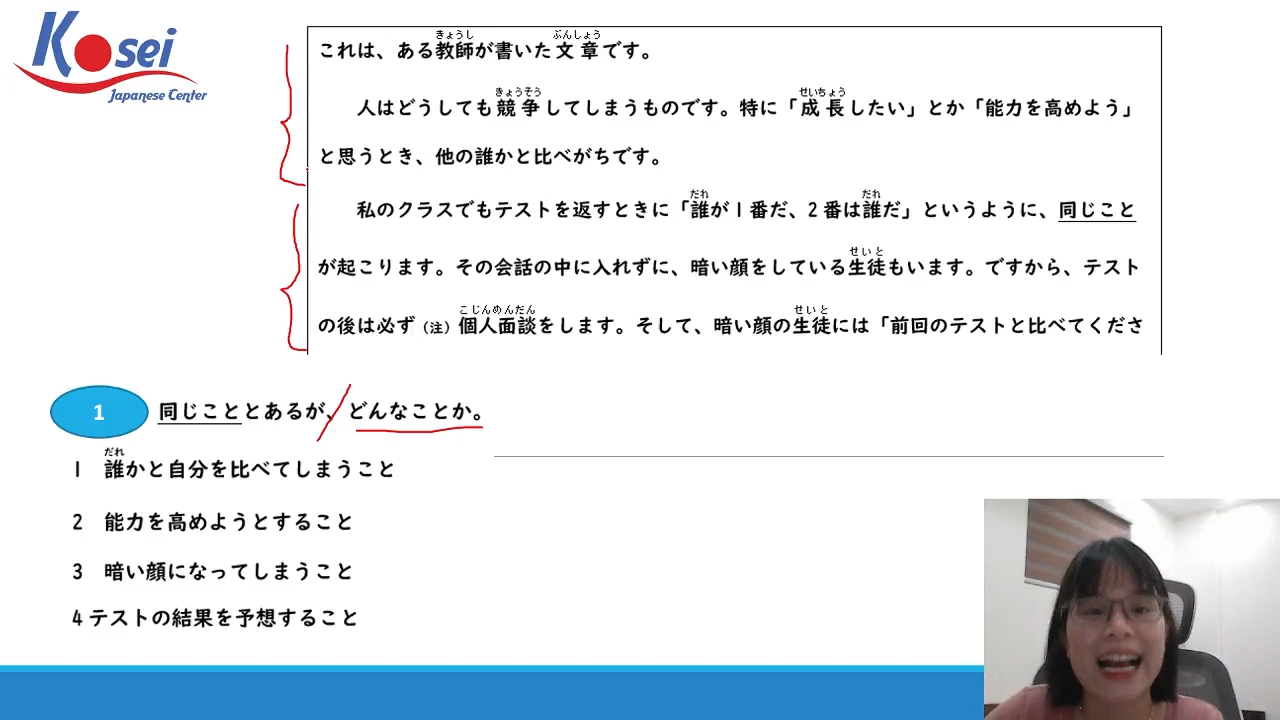 Kosei
Japanese Center
これは、ある教師が書いた文章です。
きょうし
ぶんしょう
人はどうしても競争してしまうものです。特に「成長したい」とか「能力を高めよう」
きょうそう
せいちょう
と思うとき、他の誰かと比べがちです。
私のクラスでもテストを返すときに「誰が1番だ、2番は誰だ」というように、同じこと
だれ
だれ
が起こります。その会話の中に入れずに、暗い顔をしている生徒もいます。ですから、テスト
せいと
の後は必ず(注)個人面談をします。そして、暗い顔の生徒には「前回のテストと比べてくださ
こじんめんだん
せいと
1
同じこととあるが、どんなことか。
1 誰かと自分を比べてしまうこと
だれ
2 能力を高めようとすること
3 暗い顔になってしまうこと
4テストの結果を予想すること